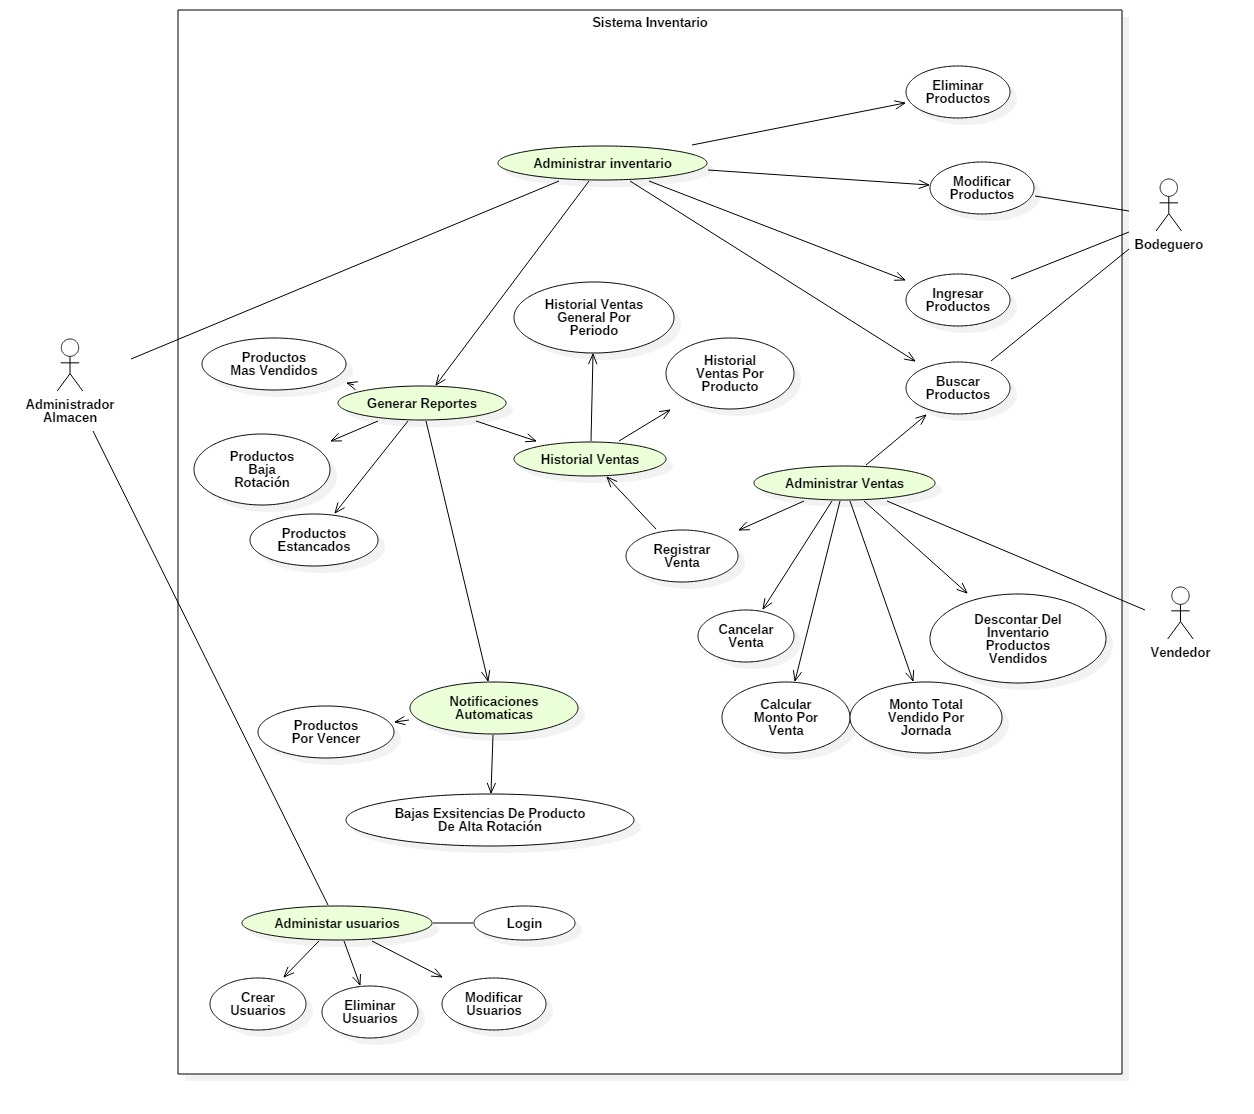 Sistema Inventario
Eliminar
Productos
Administrar inventario
Modificar
Productos
Bodeguero
Ingresar
Productos
Historial Ventas
General Por
Periodo
Productos
Mas Vendidos
Historial
Ventas Por
Producto
Administrador
Almacen
Generar Reportes
Buscar
Productos
Productos
Baja
Rotación
Historial Ventas
Administrar Ventas
Productos
Estancados
Registrar
Venta
Cancelar
Venta
Descontar Del
Inventario
Productos
Vendidos
Vendedor
Notificaciones
Automaticas
Productos
Por Vencer
Calcular
Monto Por
Venta
Monto Total
Vendido Por
Jornada
Bajas Exsitencias De Producto
De Alta Rotación
Administar usuarios
Login
Crear
Usuarios
Eliminar
Usuarios
Modificar
Usuarios